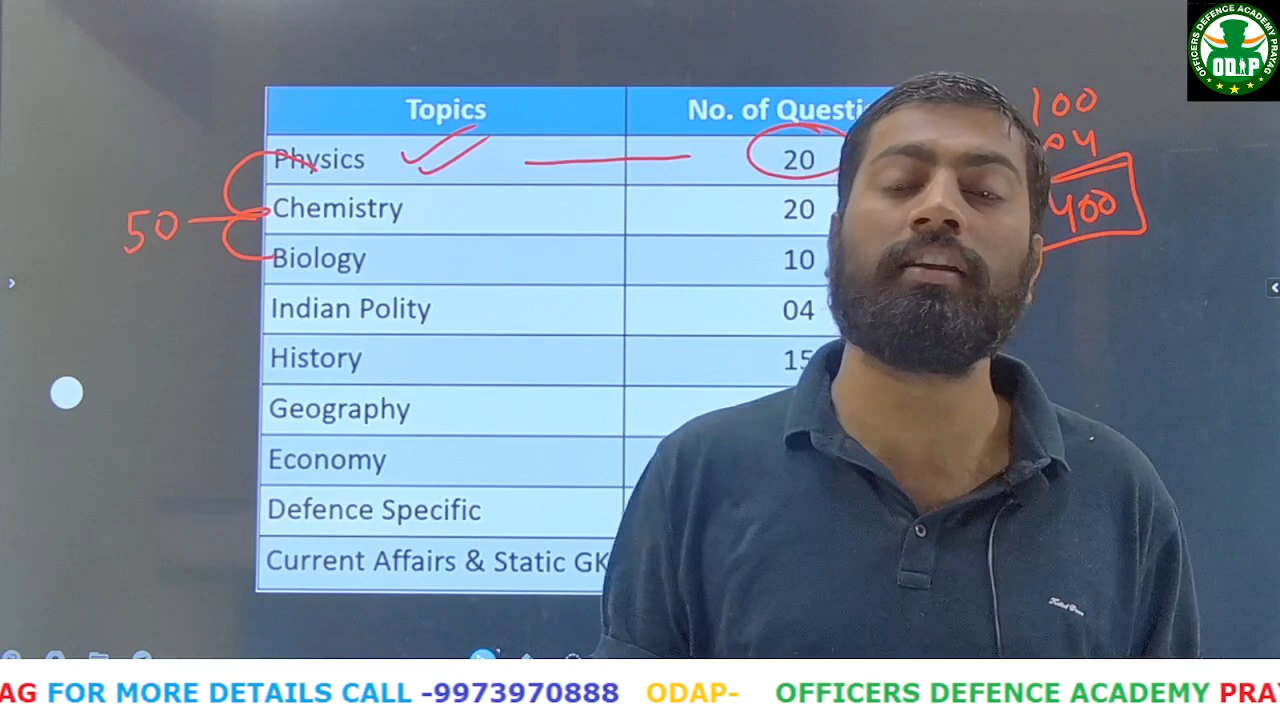 OFFICERS DEFENCE ACADEMY PRAYAG
ODAP
Topics No. of Questi
100
04
400
Physics 20
Chemistry 20
50
Biology 10
Indian Polity 04
History 15
Geography
Economy
Defence Specific
Current Affairs & Static GK
AG FOR MORE DETAILS CALL -9973970888 ODAP- OFFICERS DEFENCE ACADEMY PRAY